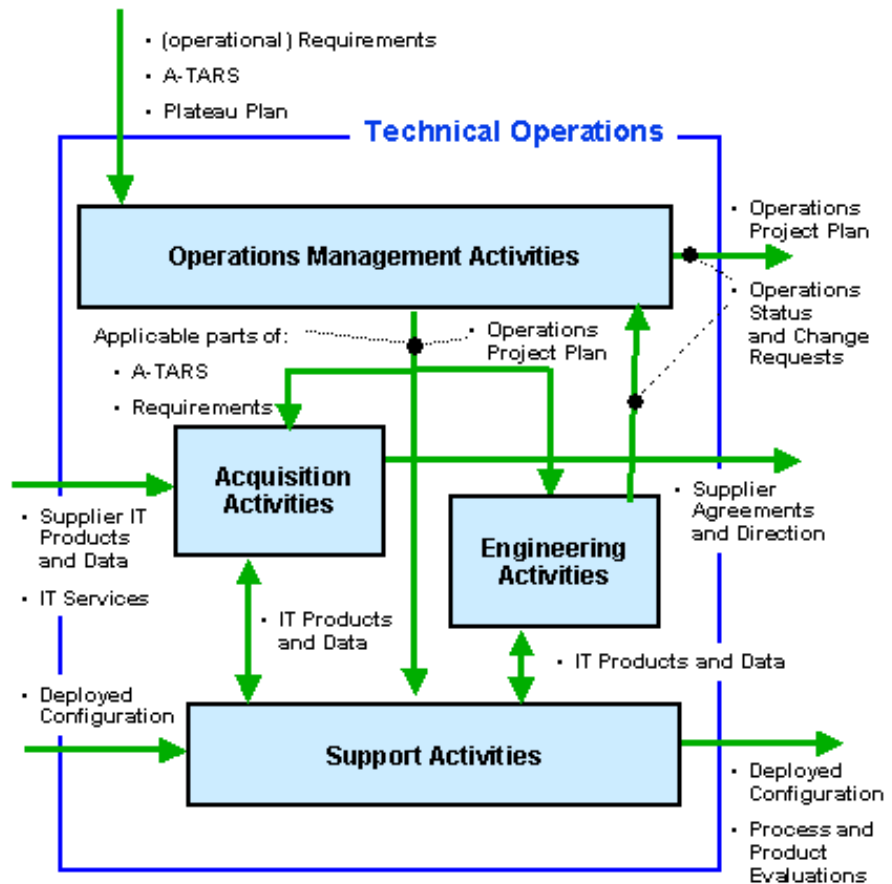 · (operational) Requirements
· A-TARS
· Plateau Plan
Technical Operations
Operations Management Activities
· Operations
Project Plan
· Operations
Status
and Change
Requests
Applicable parts of:
· A-TARS
· Requirements
· Operations
Project Plan
Acquisition
Activities
· Supplier IT
Products
and Data
· IT Services
· Supplier
Agreements
and Direction
Engineering
Activities
· IT Products
and Data
· IT Products and Data
· Deployed
Configuration
Support Activities
· Deployed
Configuration
· Process and
Product
Evaluations